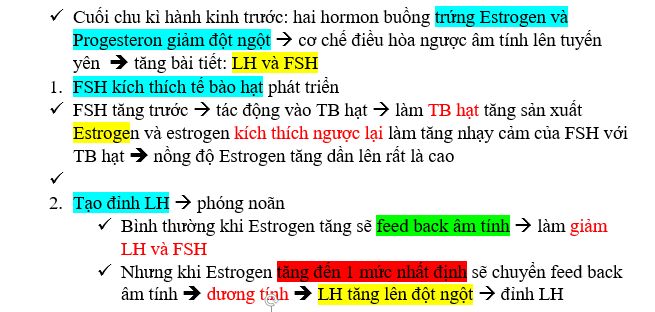 ✓ Cuối chu kì hành kinh trước: hai hormon buồng trứng Estrogen và
Progesteron giảm đột ngột → cơ chế điều hòa ngược âm tính lên tuyến
yên → tăng bài tiết: LH và FSH
1. FSH kích thích tế bào hạt phát triển
✓ FSH tăng trước → tác động vào TB hạt → làm TB hạt tăng sản xuất
Estrogen và estrogen kích thích ngược lại làm tăng nhạy cảm của FSH với
TB hạt → nồng độ Estrogen tăng dần lên rất là cao
✓
2. Tạo đỉnh LH → phóng noãn
✓ Bình thường khi Estrogen tăng sẽ feed back âm tính → làm giảm
LH và FSH
✓ Nhưng khi Estrogen tăng đến 1 mức nhất định sẽ chuyển feed back
âm tính → dương tính → LH tăng lên đột ngột → đỉnh LH